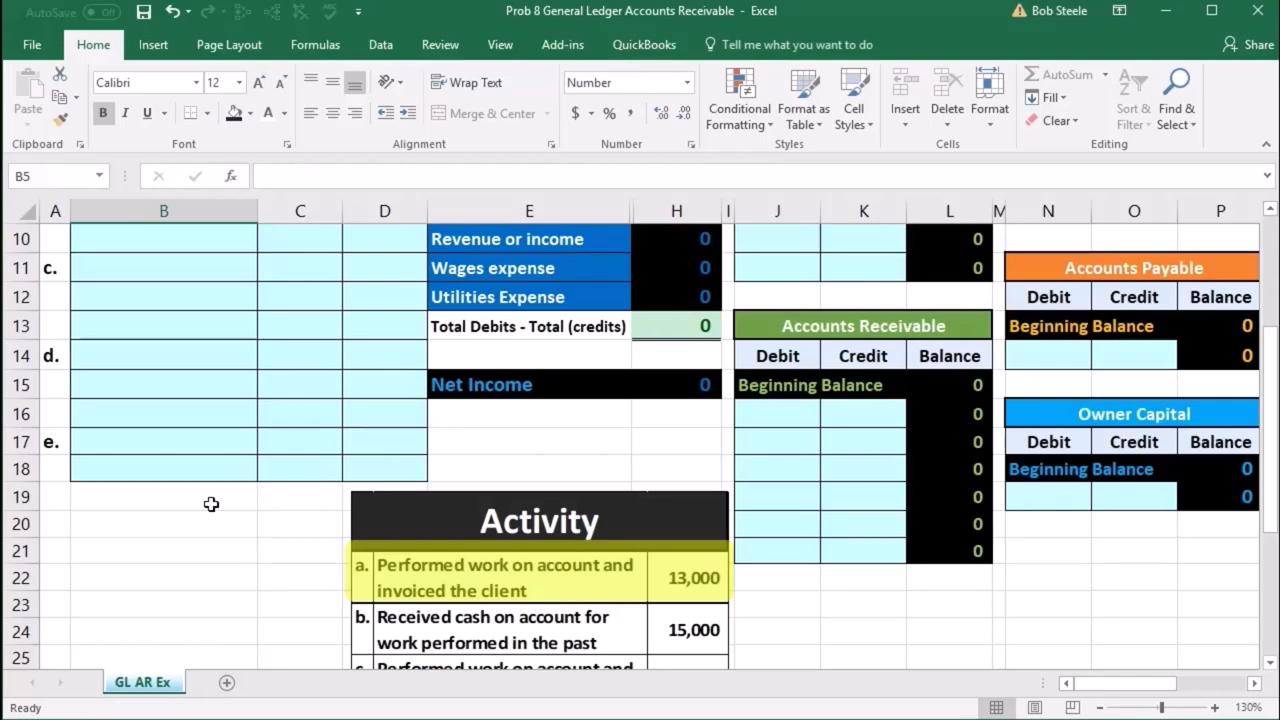 AutoSave Off
Prob 8 General Ledger Accounts Receivable - Excel
Bob Steele
File Home Insert Page Layout Formulas Data Review View Add-ins QuickBooks Tell me what you want to do Share
Paste
Calibri 12
Wrap Text
Number
Merge & Center
Conditional Formatting
Format as Table
Cell Styles
Insert
Delete
Format
AutoSum
Fill
Clear
Sort & Filter
Find & Select
Clipboard Font Alignment Number Styles Cells Editing
B5
fx
A B C D E H I J K L M N O P
10 Revenue or income 0 0
11 c. Wages expense 0 0 Accounts Payable
12 Utilities Expense 0 Debit Credit Balance
13 Total Debits - Total (credits) 0 Accounts Receivable Beginning Balance 0
14 d. Debit Credit Balance 0
15 Net Income 0 Beginning Balance 0
16 0 Owner Capital
17 e. 0 Debit Credit Balance
18 0 Beginning Balance 0
19 0 0
20 Activity 0
21 0
22 a. Performed work on account and invoiced the client 13,000
23 b. Received cash on account for
24 work performed in the past 15,000
25 c. Performed work on account and
GL AR Ex
Ready
130%